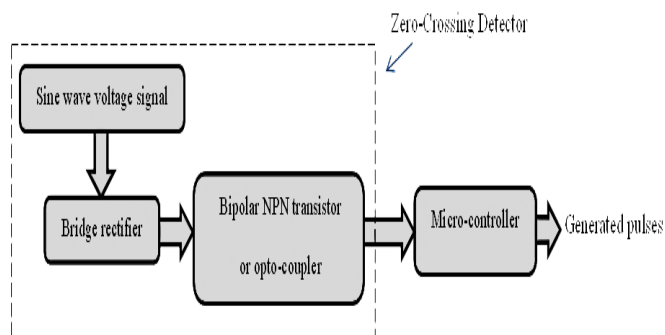 Zero-Crossing Detector
Sine wave voltage signal
Bridge rectifier
Bipolar NPN transistor
or opto-coupler
Micro-controller
Generated pulses